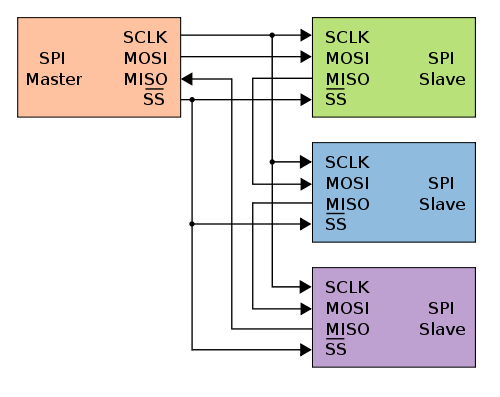 SCLK
SPI MOSI
Master MISO
SS
SCLK
MOSI SPI
MISO Slave
SS
SCLK
MOSI SPI
MISO Slave
SS
SCLK
MOSI SPI
MISO Slave
SS